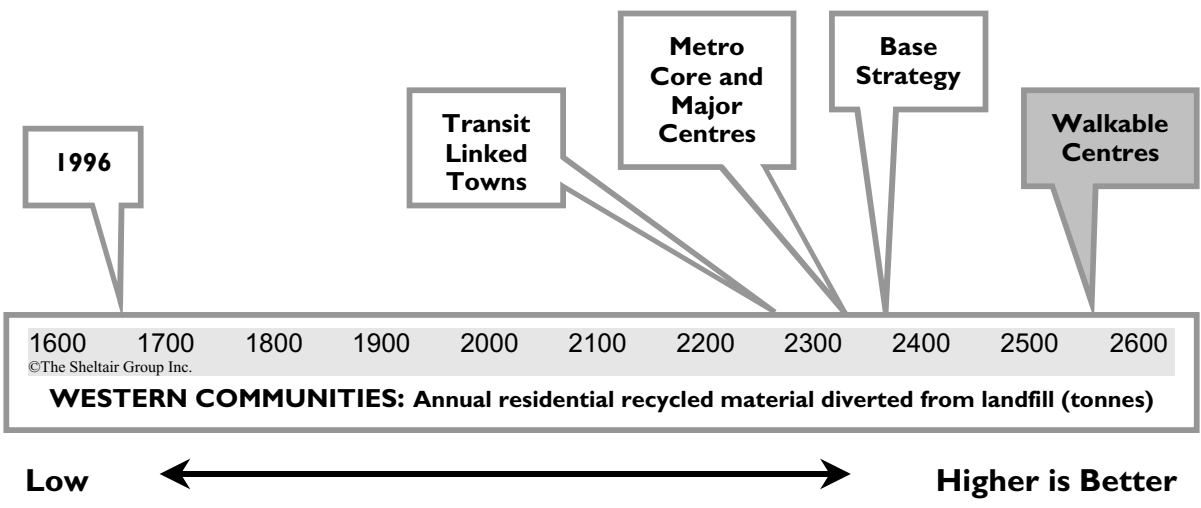 1996
Transit
Linked
Towns
Metro
Core and
Major
Centres
Base
Strategy
Walkable
Centres
1600 1700 1800 1900 2000 2100 2200 2300 2400 2500 2600
©The Sheltair Group Inc.
WESTERN COMMUNITIES: Annual residential recycled material diverted from landfill (tonnes)
Low Higher is Better